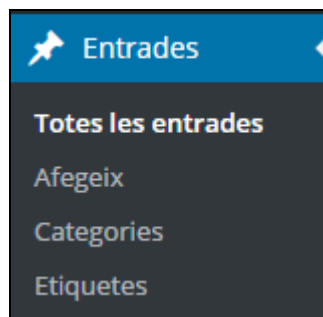 Entrades
Totes les entrades
Afegeix
Categories
Etiquetes